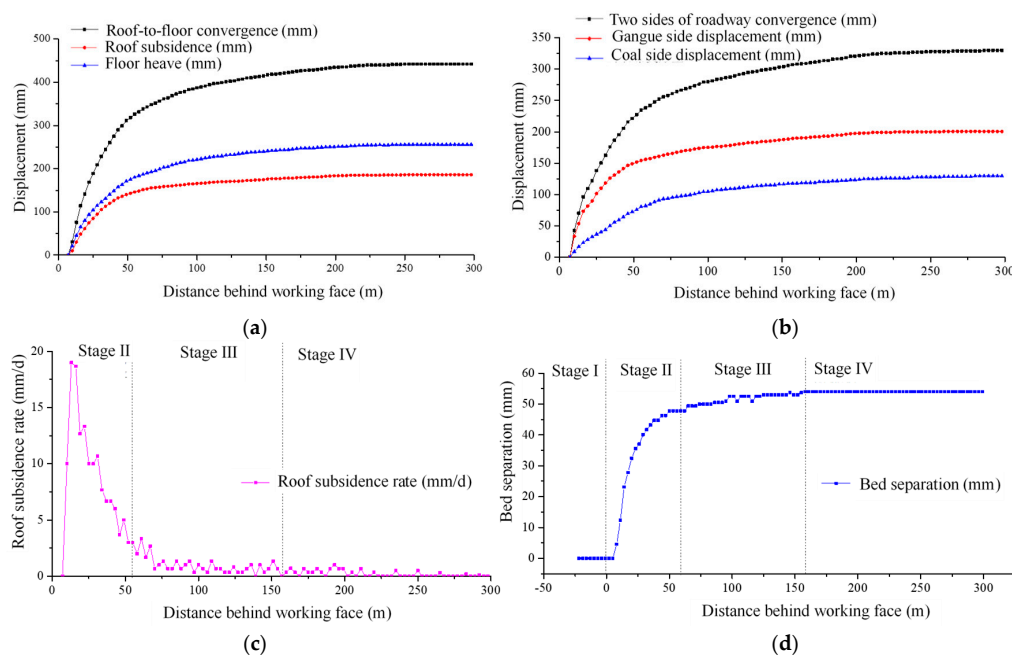 Roof-to-floor convergence (mm)
Roof subsidence (mm)
Floor heave (mm)
500
400
300
200
100
0
Displacement (mm)
0 50 100 150 200 250 300
Distance behind working face (m)
(a)
Two sides of roadway convergence (mm)
Gangue side displacement (mm)
Coal side displacement (mm)
350
300
250
200
150
100
50
0
Displacement (mm)
0 50 100 150 200 250 300
Distance behind working face (m)
(b)
Stage II Stage III Stage IV
20
15
10
5
0
Roof subsidence rate (mm/d)
Roof subsidence rate (mm/d)
0 50 100 150 200 250 300
Distance behind working face (m)
(c)
Stage I Stage II Stage III Stage IV
60
50
40
30
20
10
0
Bed separation (mm)
Bed separation (mm)
-50 0 50 100 150 200 250 300
Distance behind working face (m)
(d)